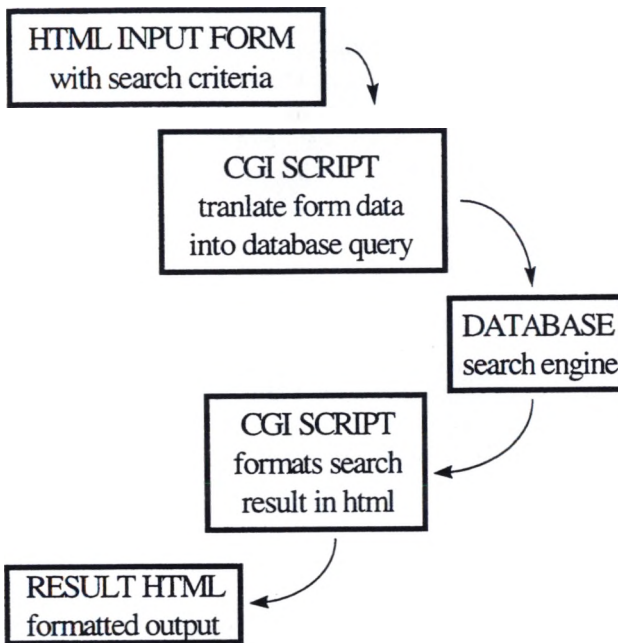 HTML INPUT FORM
with search criteria
CGI SCRIPT
tranlate form data
into database query
DATABASE
search engine
CGI SCRIPT
formats search
result in html
RESULT HTML
formatted output